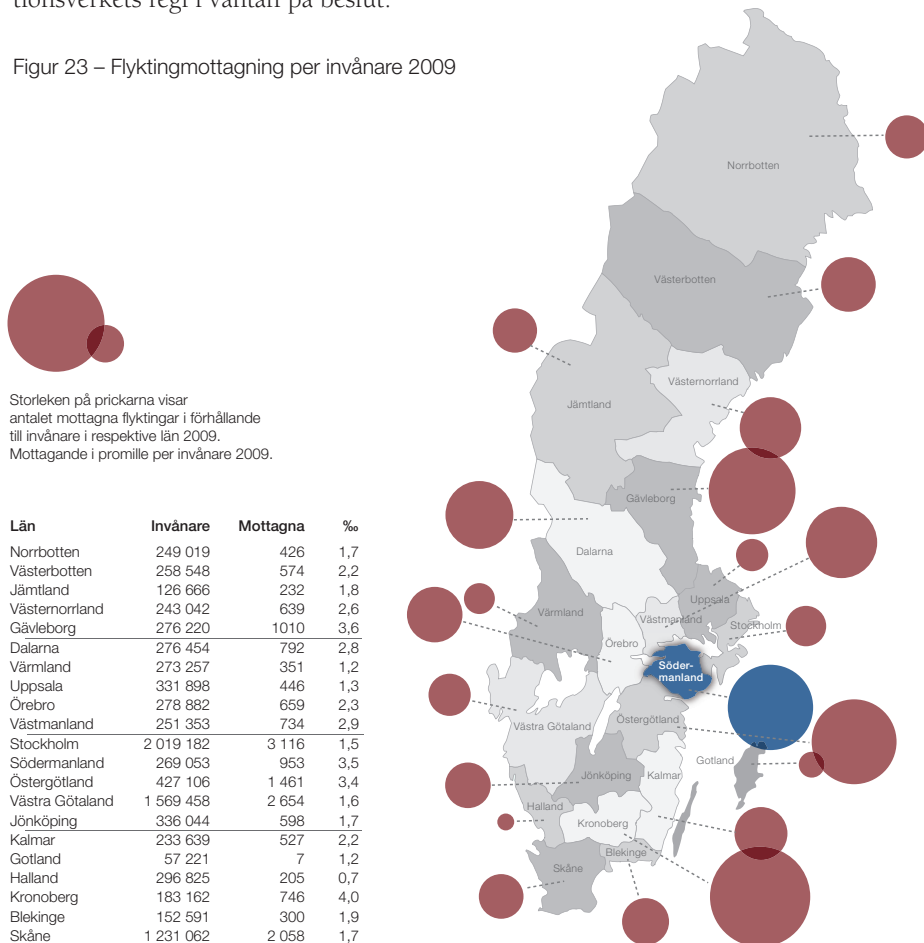 tionsverkets regi i väntan på beslut.
Figur 23 – Flyktingmottagning per invånare 2009
Storleken på prickarna visar
antalet mottagna flyktingar i förhållande
till invånare i respektive län 2009.
Mottagande i promille per invånare 2009.
Län Invånare Mottagna ‰
Norrbotten 249 019 426 1,7
Västerbotten 258 548 574 2,2
Jämtland 126 666 232 1,8
Västernorrland 243 042 639 2,6
Gävleborg 276 220 1010 3,6
Dalarna 276 454 792 2,8
Värmland 273 257 351 1,2
Uppsala 331 898 446 1,3
Örebro 278 882 659 2,3
Västmanland 251 353 734 2,9
Stockholm 2 019 182 3 116 1,5
Södermanland 269 053 953 3,5
Östergötland 427 106 1 461 3,4
Västra Götaland 1 569 458 2 654 1,6
Jönköping 336 044 598 1,7
Kalmar 233 639 527 2,2
Gotland 57 221 7 1,2
Halland 296 825 205 0,7
Kronoberg 183 162 746 4,0
Blekinge 152 591 300 1,9
Skåne 1 231 062 2 058 1,7
Norrbotten
Västerbotten
Västernorrland
Jämtland
Gävleborg
Dalarna
Uppsala
Värmland
Västmanland
Stockholm
Örebro
Söder-
manland
Östergötland
Västra Götaland
Gotland
Jönköping
Kalmar
Halland
Kronoberg
Blekinge
Skåne